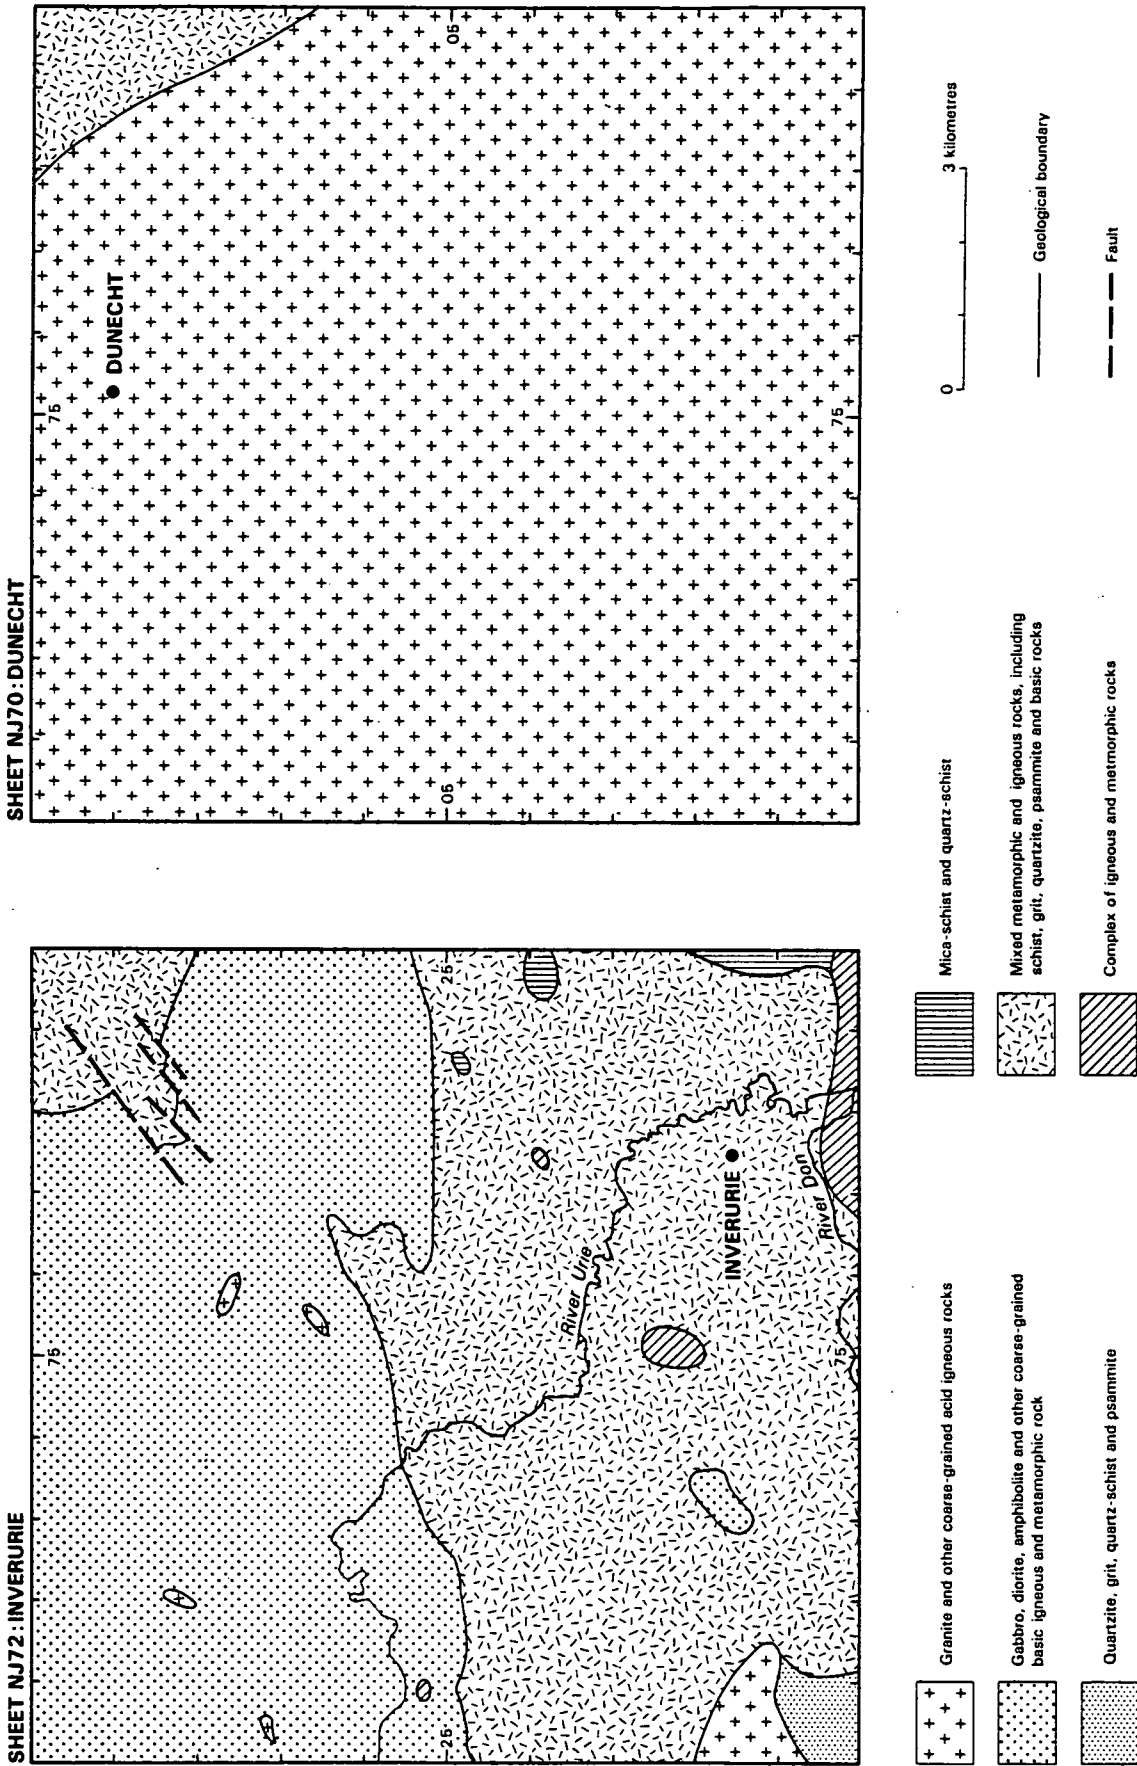 SHEET NJ72:INVERURIE
75
25
25
75
River Urie
INVERURIE
River Don
SHEET NJ70:DUNECHT
75
DUNECHT
05
05
75
Granite and other coarse-grained acid igneous rocks
Gabbro, diorite, amphibolite and other coarse-grained
basic igneous and metamorphic rock
Quartzite, grit, quartz-schist and psammite
Mica-schist and quartz-schist
Mixed metamorphic and igneous rocks, including
schist, grit, quartzite, psammite and basic rocks
Complex of igneous and metmorphic rocks
0
3 kilometres
Geological boundary
Fault